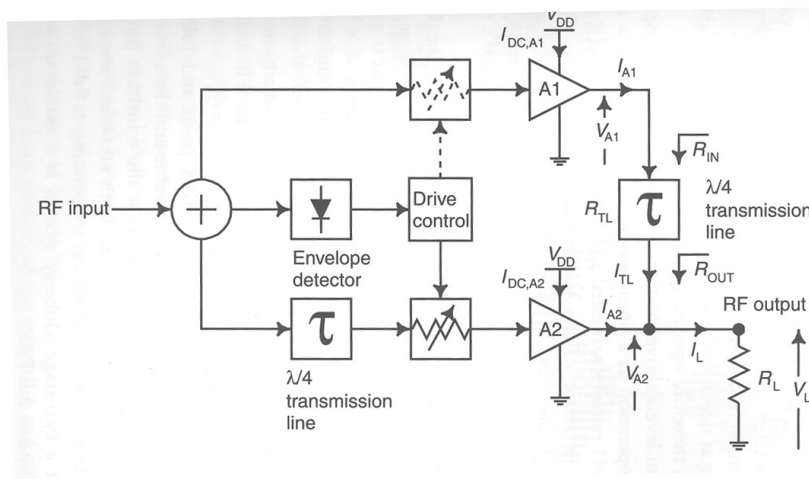 V_DD
I_DC,A1
I_A1
A1
V_A1
R_IN
RF input
+
Drive
control
R_TL
τ
λ/4
transmission
line
Envelope
detector
V_DD
I_DC,A2
I_TL
R_OUT
I_A2
RF output
τ
A2
I_L
λ/4
transmission
line
V_A2
R_L
V_L